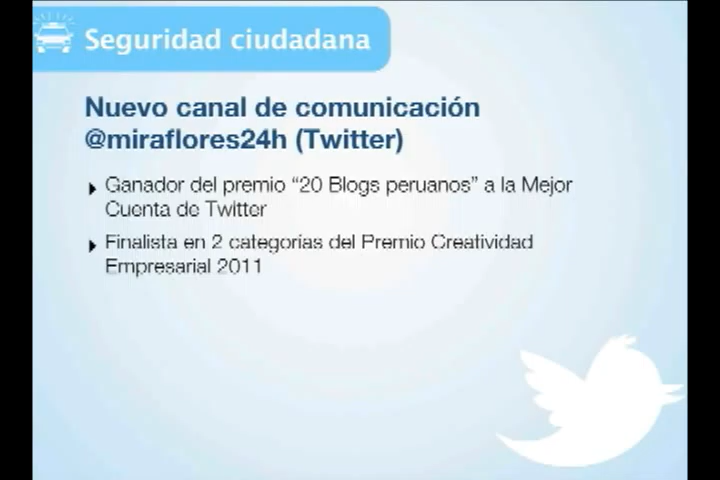 Seguridad ciudadana
Nuevo canal de comunicación
@miraflores24h (Twitter)
Ganador del premio “20 Blogs peruanos” a la Mejor
Cuenta de Twitter
Finalista en 2 categorías del Premio Creatividad
Empresarial 2011